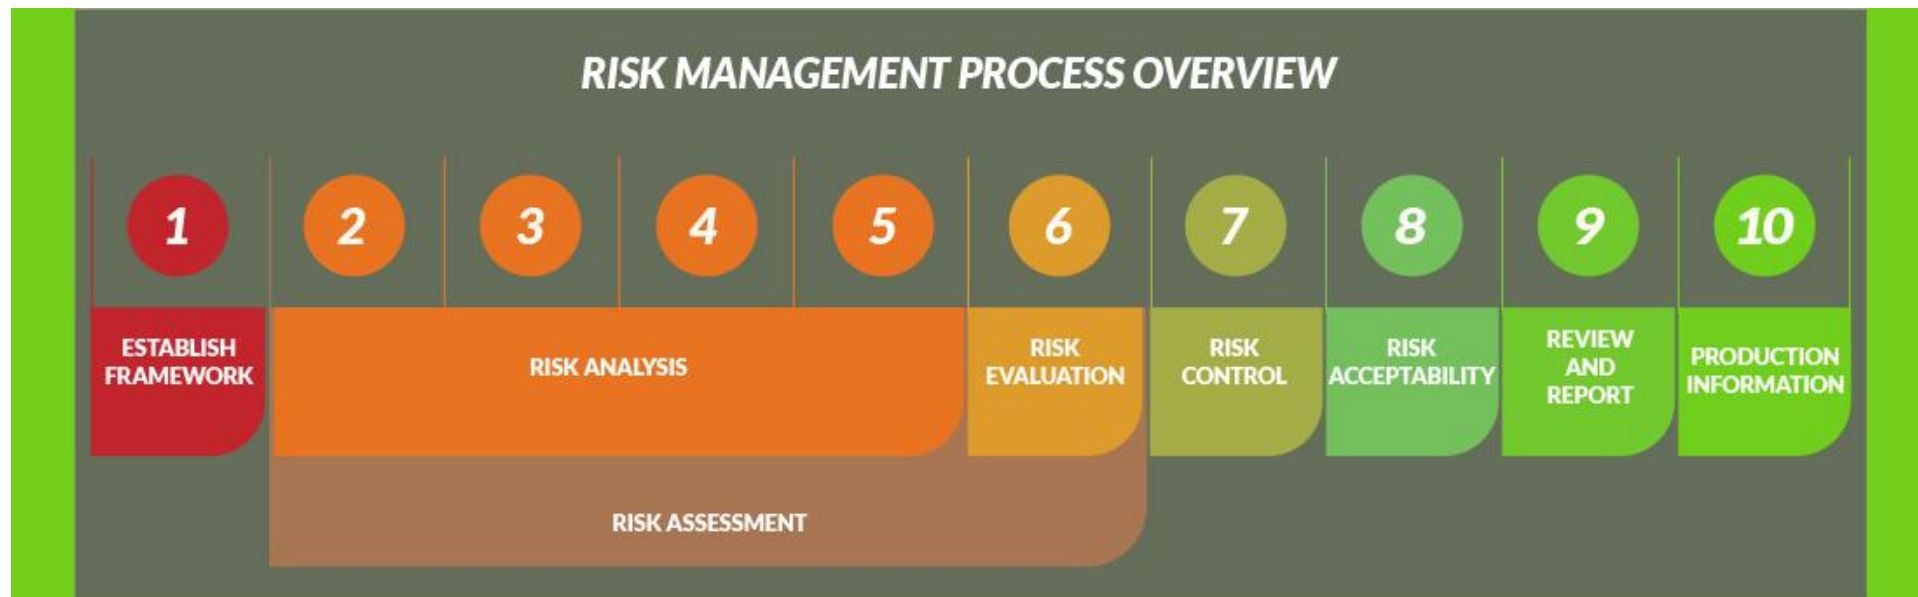 RISK MANAGEMENT PROCESS OVERVIEW
1
2
3
4
5
6
7
8
9
10
ESTABLISH
FRAMEWORK
RISK ANALYSIS
RISK
EVALUATION
RISK
CONTROL
RISK
ACCEPTABILITY
REVIEW
AND
REPORT
PRODUCTION
INFORMATION
RISK ASSESSMENT